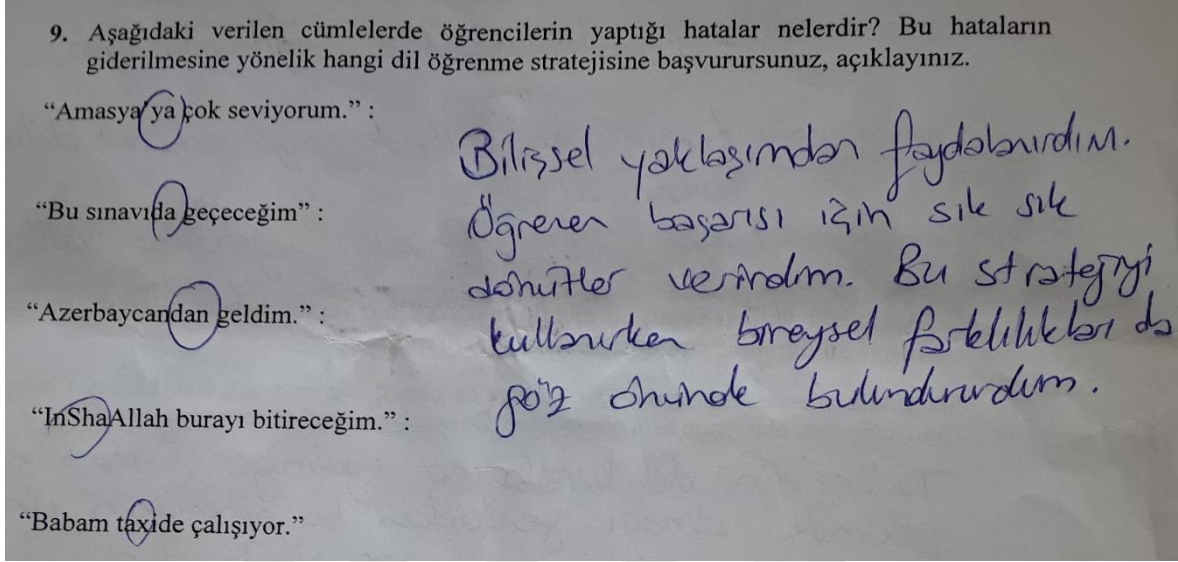 9. Aşağıdaki verilen cümlelerde öğrencilerin yaptığı hatalar nelerdir? Bu hataların
giderilmesine yönelik hangi dil öğrenme stratejisine başvurursunuz, açıklayınız.
“Amasya’ya çok seviyorum.” :
“Bu sınavıda geçeceğim” :
“Azerbaycandan geldim.” :
“InShaAllah burayı bitireceğim.” :
“Babam taxide çalışıyor.”
Bilişsel yaklaşımdan faydalanırdım.
Öğrenen başarısı için sık sık
dönütler verirdim. Bu stratejiyi
kullanırken bireysel farklılıkları da
göz önünde bulundururdum.